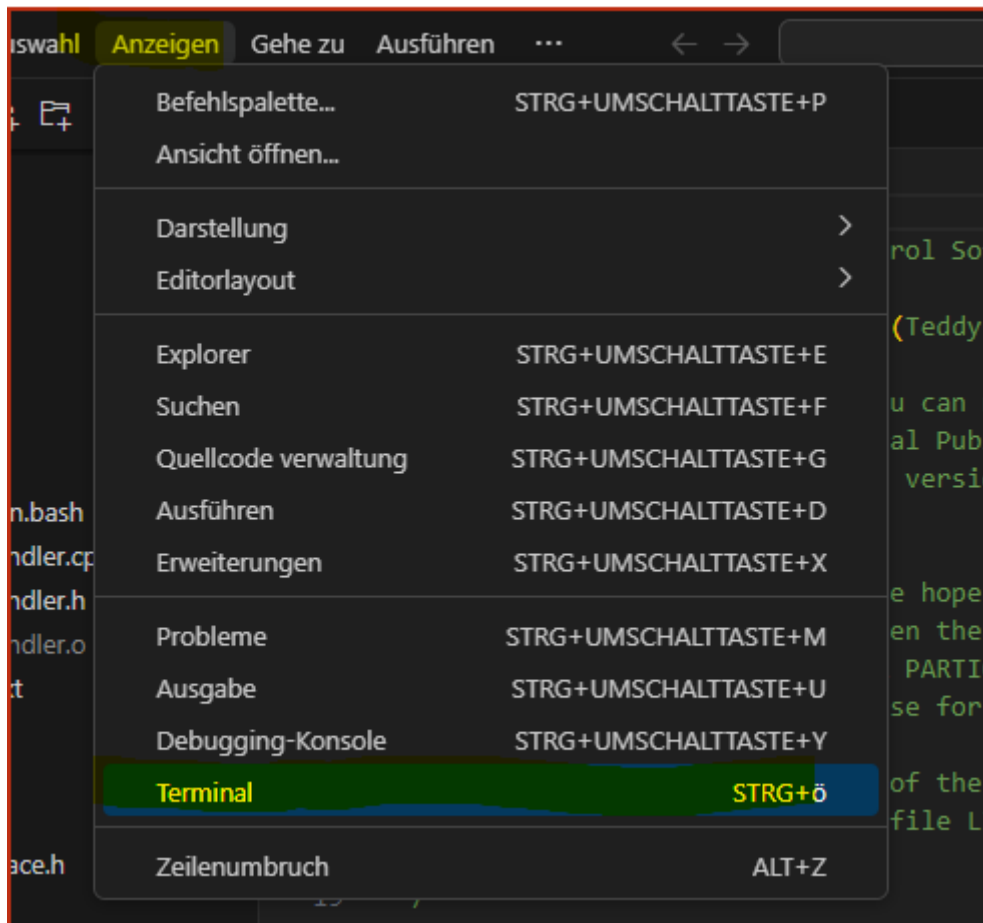 uswahl Anzeigen Gehe zu Ausführen ...
Befehlspalette... STRG+UMSCHALTTASTE+P
Ansicht öffnen...
Darstellung
Editorlayout
rol So
(Teddy
Explorer STRG+UMSCHALTTASTE+E
Suchen STRG+UMSCHALTTASTE+F
u can
al Pub
Quellcode verwaltung STRG+UMSCHALTTASTE+G
versi
n.bash
Ausführen STRG+UMSCHALTTASTE+D
ndler.cp
Erweiterungen STRG+UMSCHALTTASTE+X
ndler.h
e hope
ndler.o
Probleme STRG+UMSCHALTTASTE+M
en the
PARTI
xt
Ausgabe STRG+UMSCHALTTASTE+U
se for
Debugging-Konsole STRG+UMSCHALTTASTE+Y
Terminal STRG+ö
of the
file L
ace.h
Zeilenumbruch ALT+Z